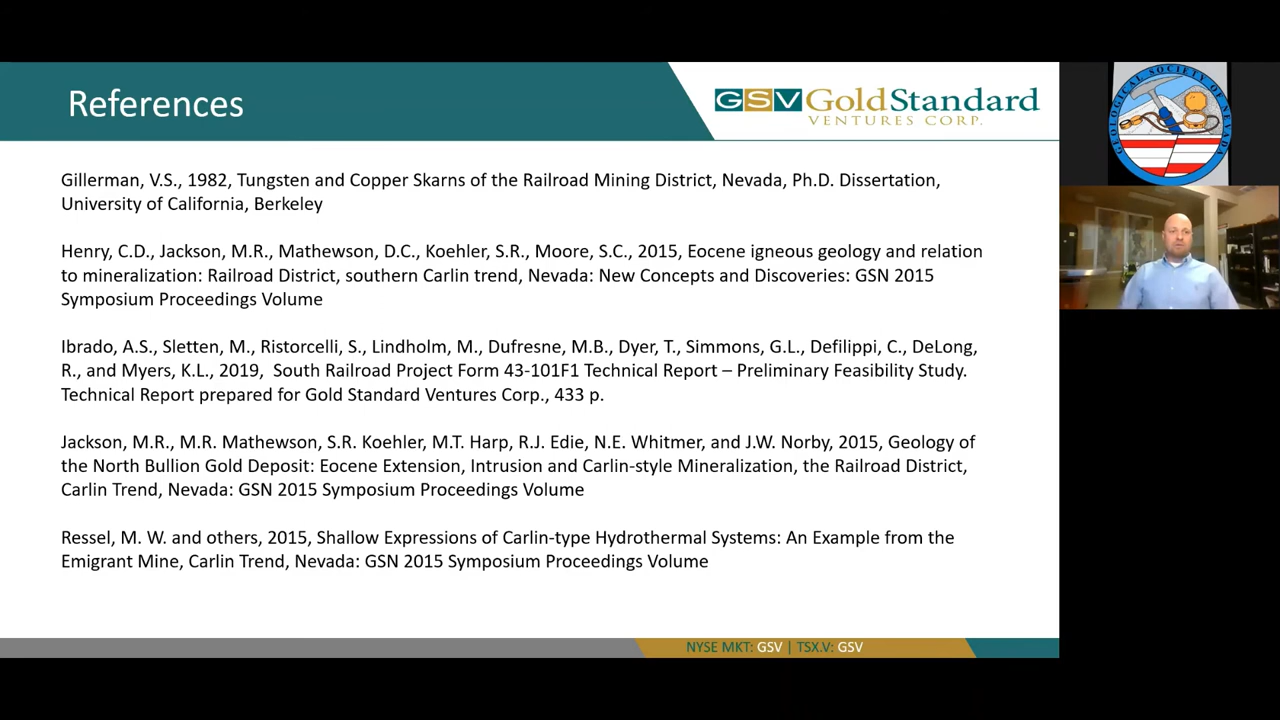 References
GSV GoldStandard
VENTURES CORP.
GEOLOGICAL SOCIETY OF NEVADA
Gillerman, V.S., 1982, Tungsten and Copper Skarns of the Railroad Mining District, Nevada, Ph.D. Dissertation,
University of California, Berkeley
Henry, C.D., Jackson, M.R., Mathewson, D.C., Koehler, S.R., Moore, S.C., 2015, Eocene igneous geology and relation
to mineralization: Railroad District, southern Carlin trend, Nevada: New Concepts and Discoveries: GSN 2015
Symposium Proceedings Volume
Ibrado, A.S., Sletten, M., Ristorcelli, S., Lindholm, M., Dufresne, M.B., Dyer, T., Simmons, G.L., Defilippi, C., DeLong,
R., and Myers, K.L., 2019,  South Railroad Project Form 43-101F1 Technical Report – Preliminary Feasibility Study.
Technical Report prepared for Gold Standard Ventures Corp., 433 p.
Jackson, M.R., M.R. Mathewson, S.R. Koehler, M.T. Harp, R.J. Edie, N.E. Whitmer, and J.W. Norby, 2015, Geology of
the North Bullion Gold Deposit: Eocene Extension, Intrusion and Carlin-style Mineralization, the Railroad District,
Carlin Trend, Nevada: GSN 2015 Symposium Proceedings Volume
Ressel, M. W. and others, 2015, Shallow Expressions of Carlin-type Hydrothermal Systems: An Example from the
Emigrant Mine, Carlin Trend, Nevada: GSN 2015 Symposium Proceedings Volume
NYSE MKT: GSV | TSX.V: GSV